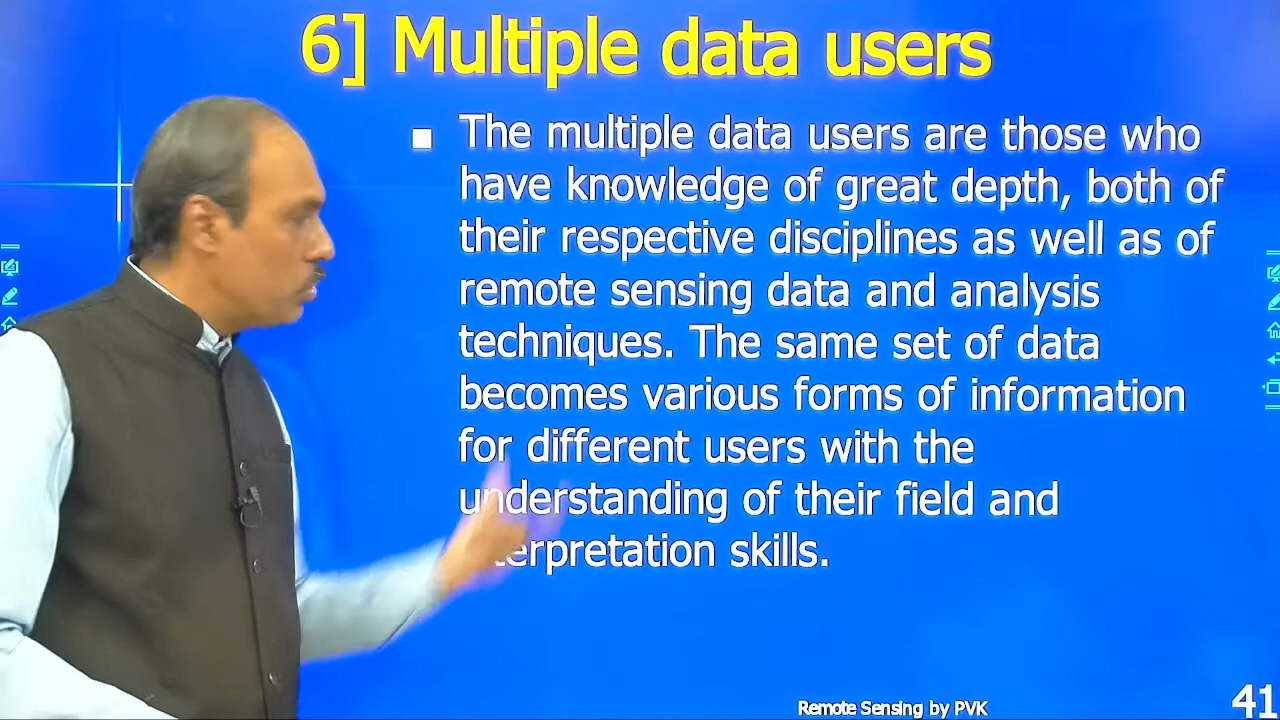 6] Multiple data users
The multiple data users are those who
have knowledge of great depth, both of
their respective disciplines as well as of
remote sensing data and analysis
techniques. The same set of data
becomes various forms of information
for different users with the
understanding of their field and
terpretation skills.
Remote Sensing by PVK
41